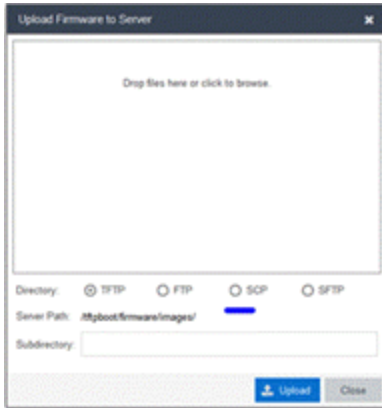 Upload Firmware to Server
Drop files here or click to browse.
Directory: TFTP FTP SCP SFTP
Server Path: /tftpboot/firmware/images/
Subdirectory:
Upload Close